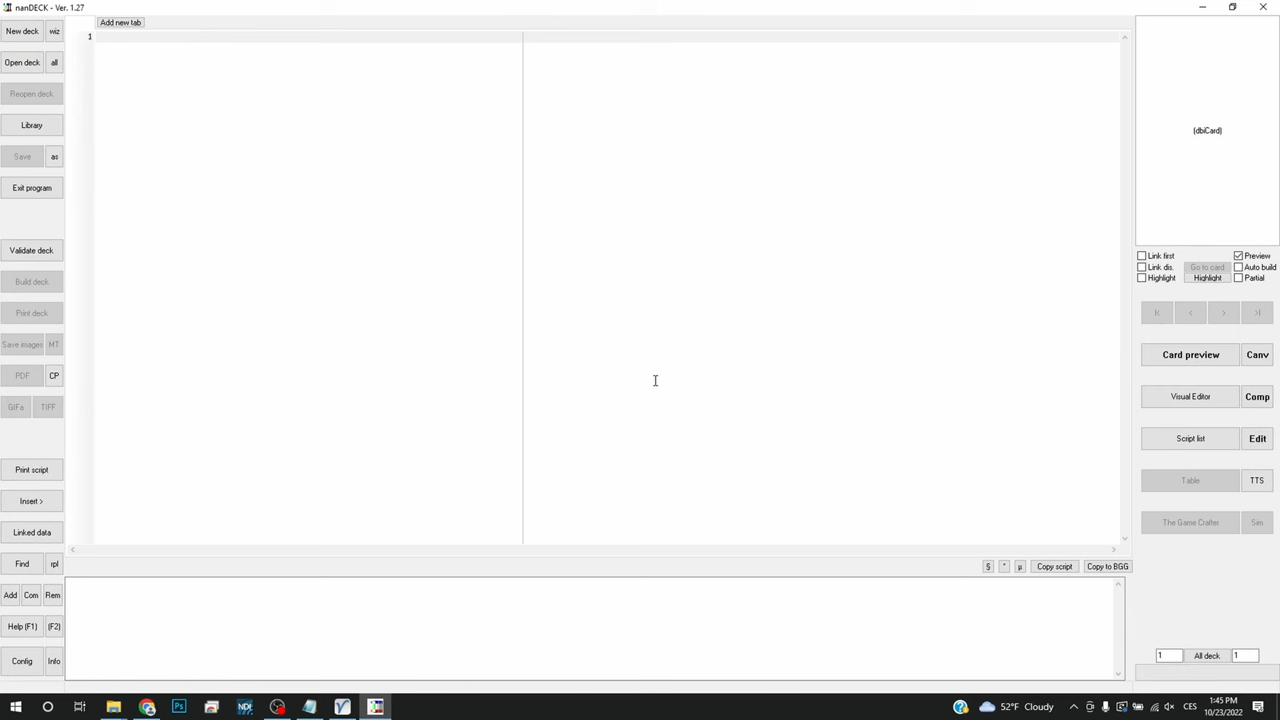 nanDECK - Ver. 1.27
Add new tab
New deck
wiz
Open deck
all
Reopen deck
Library
Save
as
Exit program
Validate deck
Build deck
Print deck
Save images
MT
PDF
CP
GIFa
TIFF
Print script
Insert >
Linked data
Find
rpl
Add
Com
Rem
Help (F1)
(F2)
Config
Info
1
§
°
µ
Copy script
Copy to BGG
(dbiCard)
Link first
Preview
Link dis.
Go to card
Auto build
Highlight
Highlight
Partial
Card preview
Canv
Visual Editor
Comp
Script list
Edit
Table
TTS
The Game Crafter
Sim
1
All deck
1
Ps
NDI
52°F Cloudy
CES
1:45 PM
10/23/2022